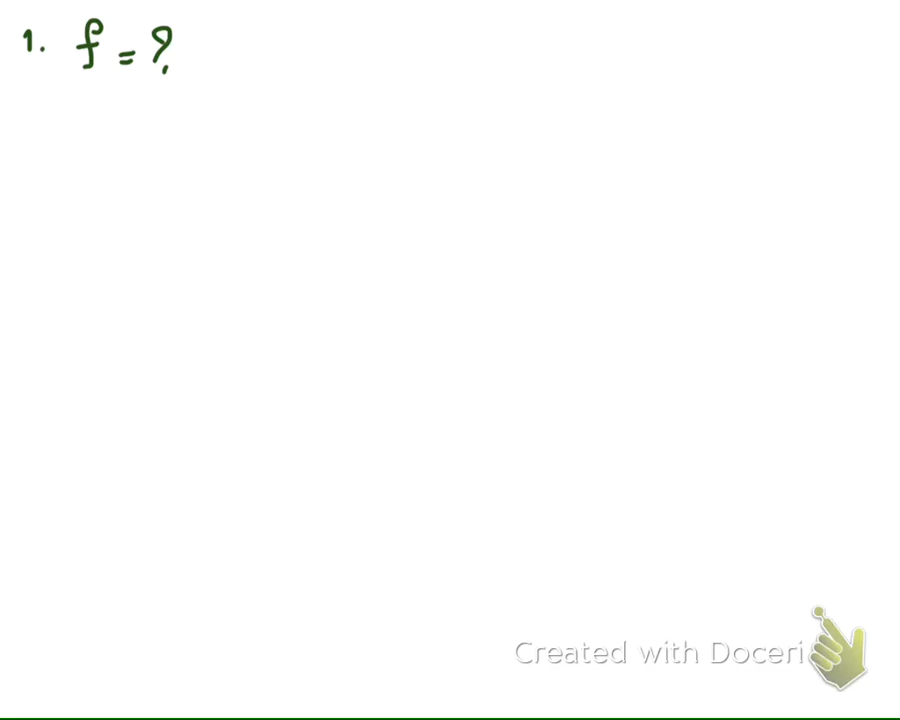 1. f = ?
Created with Doceri